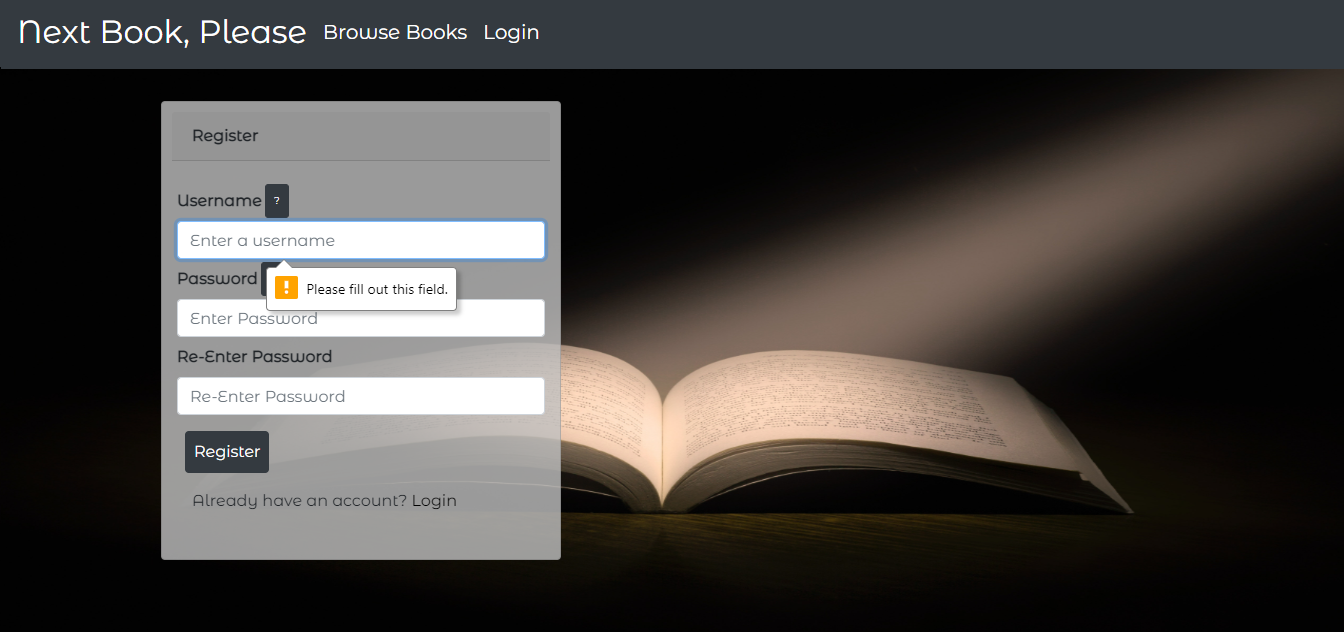 Next Book, Please Browse Books Login
Register
Username ?
Enter a username
Password
Please fill out this field.
Enter Password
Re-Enter Password
Re-Enter Password
Register
Already have an account? Login